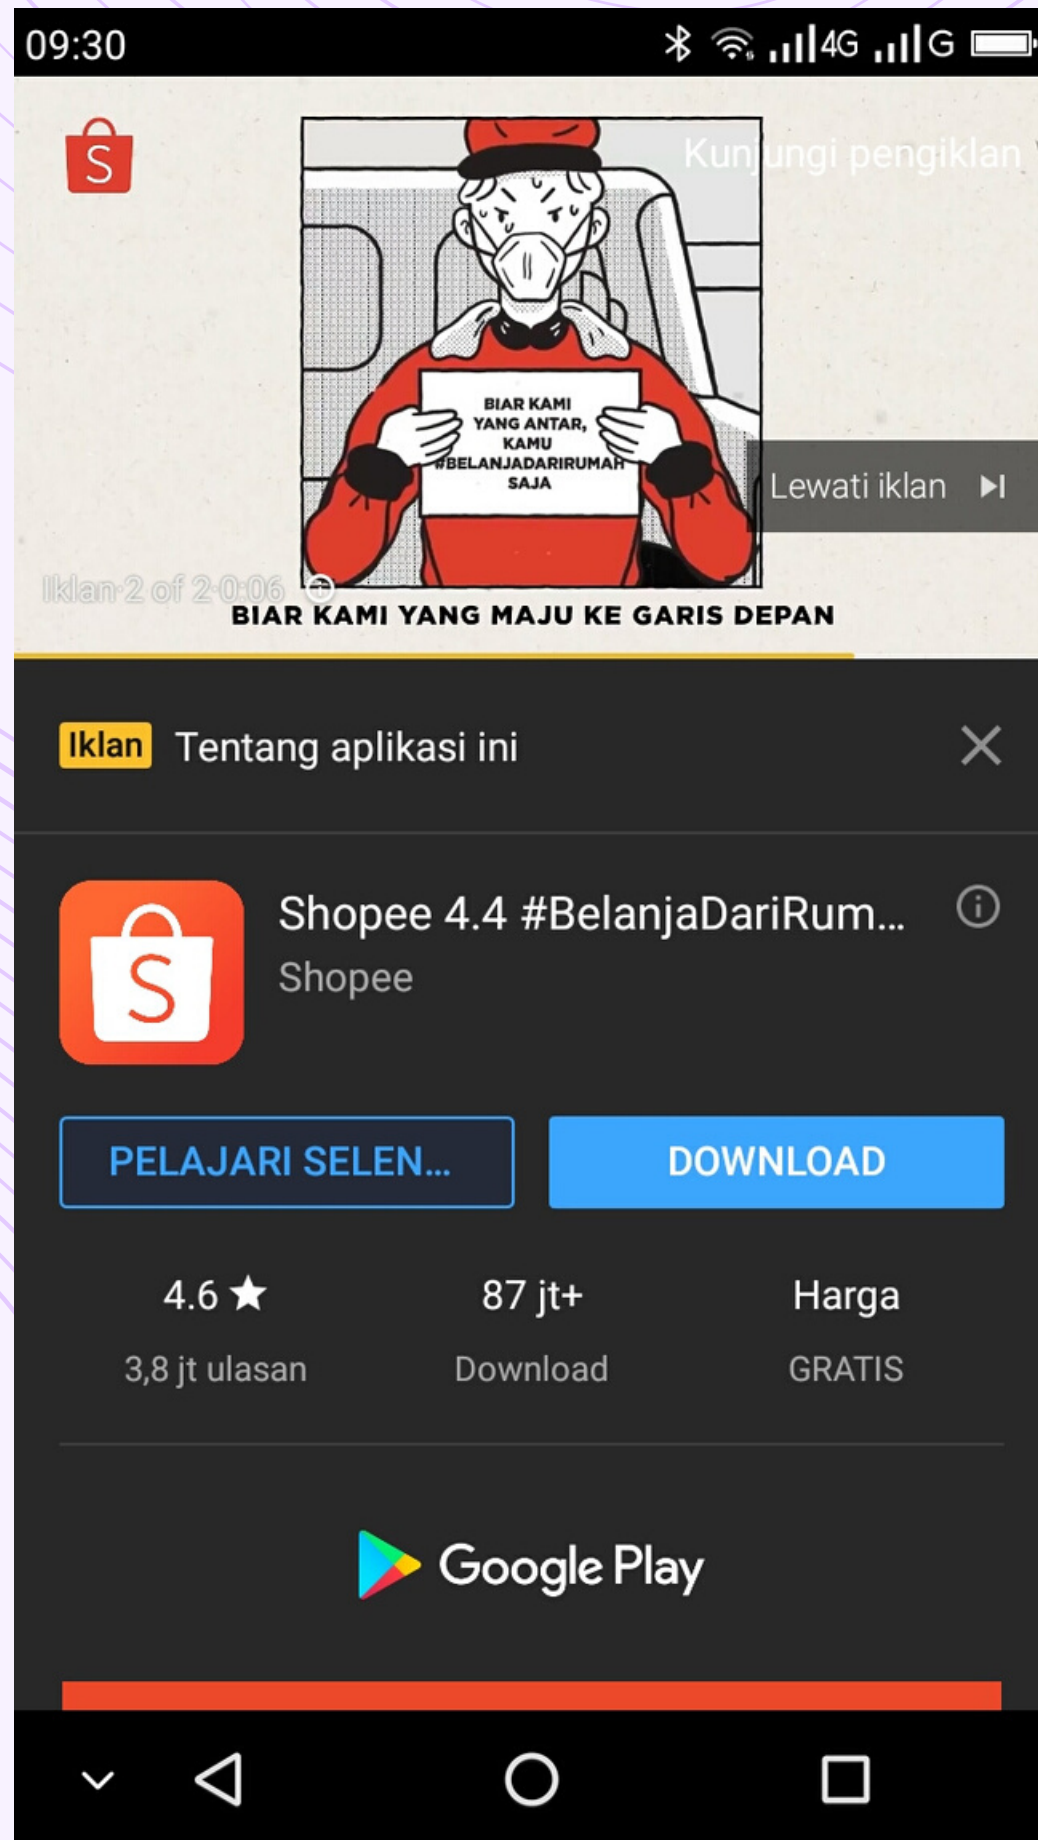 09:30
4G
G
S
Kunjungi pengiklan
BIAR KAMI
YANG ANTAR,
KAMU
#BELANJADARIRUMAH
SAJA
Lewati iklan
Iklan·2 of 2·0:06
BIAR KAMI YANG MAJU KE GARIS DEPAN
Iklan Tentang aplikasi ini
S
Shopee 4.4 #BelanjaDariRum...
Shopee
PELAJARI SELEN...
DOWNLOAD
4.6 ★
87 jt+
Harga
3,8 jt ulasan
Download
GRATIS
Google Play